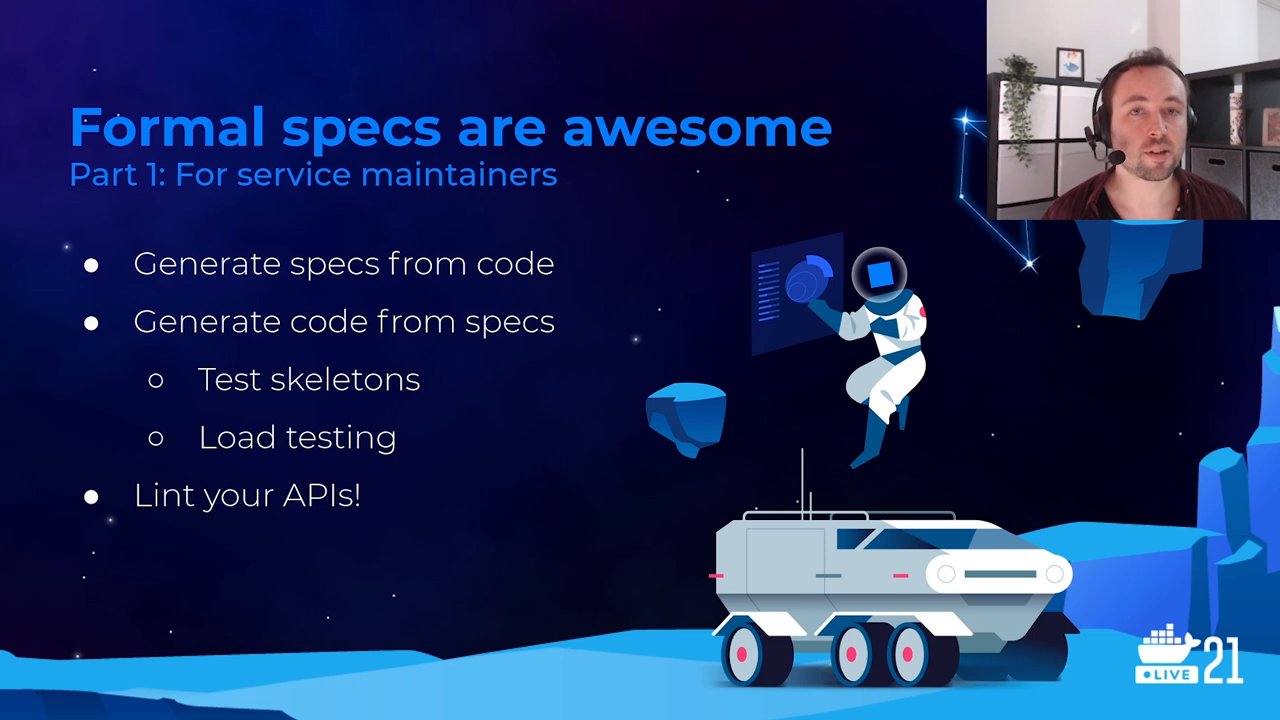 Formal specs are awesome
Part 1: For service maintainers
● Generate specs from code
● Generate code from specs
○ Test skeletons
○ Load testing
● Lint your APIs!
LIVE 21